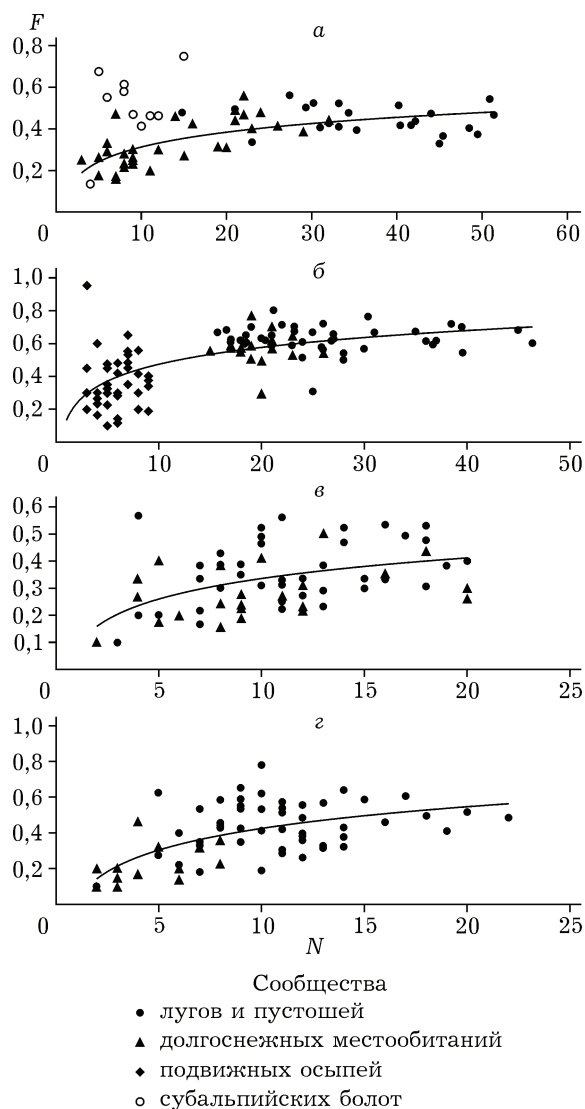 F
а
0,8
0,6
0,4
0,2
0 10 20 30 40 50 60
б
1,0
0,8
0,6
0,4
0,2
0 10 20 30 40 50
в
0,6
0,5
0,4
0,3
0,2
0,1
0 5 10 15 20 25
г
1,0
0,8
0,6
0,4
0,2
0 5 10 15 20 25
N
Сообщества
лугов и пустошей
долгоснежных местообитаний
подвижных осыпей
субальпийских болот